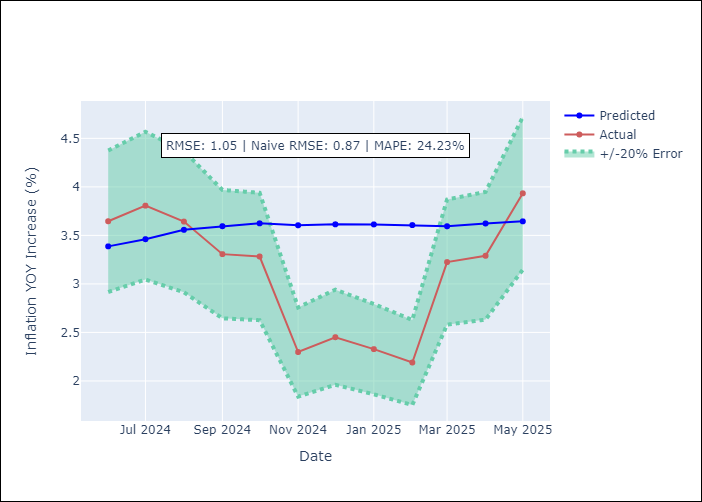 Predicted
Actual
+/-20% Error
RMSE: 1.05 | Naive RMSE: 0.87 | MAPE: 24.23%
4.5
4
3.5
3
2.5
2
Inflation YOY Increase (%)
Jul 2024 Sep 2024 Nov 2024 Jan 2025 Mar 2025 May 2025
Date